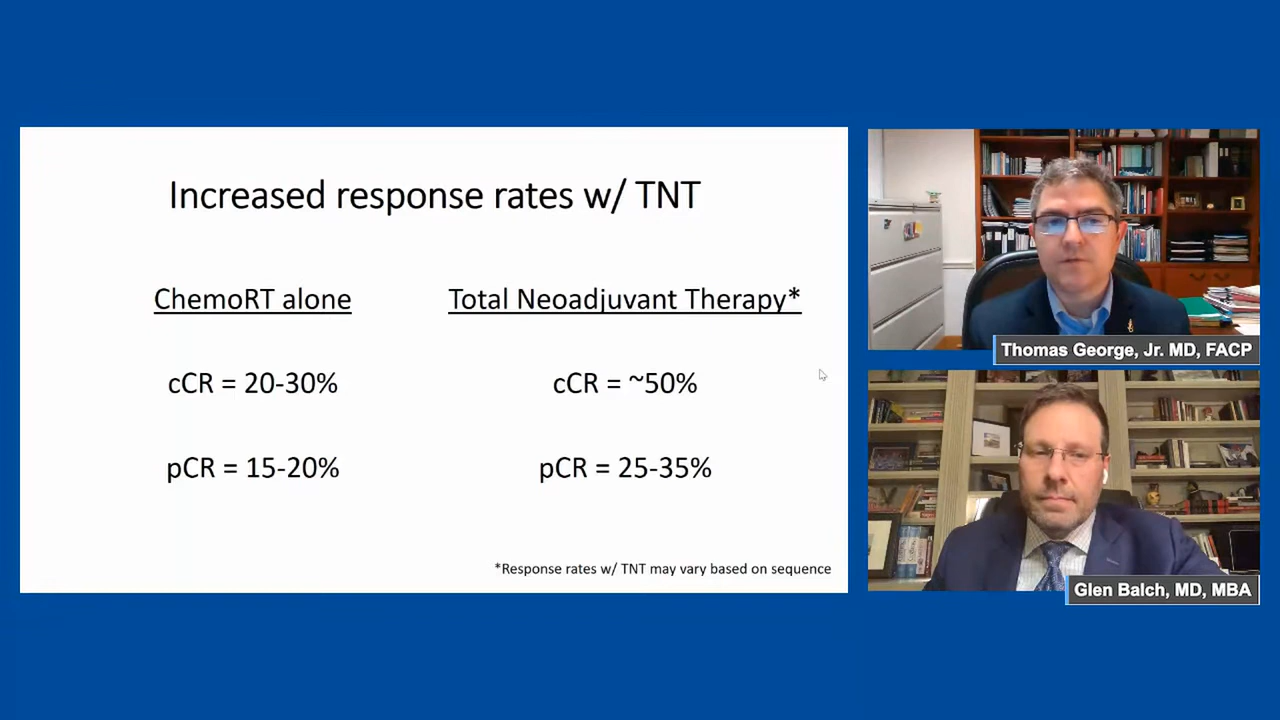 Increased response rates w/ TNT
ChemoRT alone
Total Neoadjuvant Therapy*
cCR = 20-30%
cCR = ~50%
pCR = 15-20%
pCR = 25-35%
*Response rates w/ TNT may vary based on sequence
Thomas George, Jr. MD, FACP
Glen Balch, MD, MBA